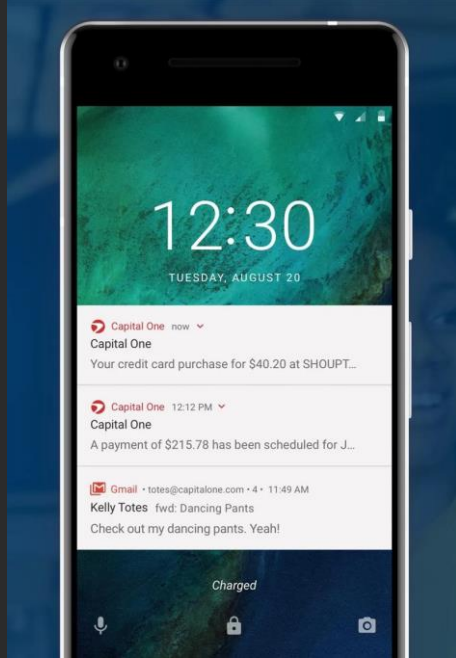 12:30
TUESDAY, AUGUST 20
Capital One now
Capital One
Your credit card purchase for $40.20 at SHOUPT...
Capital One 12:12 PM
Capital One
A payment of $215.78 has been scheduled for J...
Gmail • totes@capitalone.com • 4 • 11:49 AM
Kelly Totes fwd: Dancing Pants
Check out my dancing pants. Yeah!
Charged